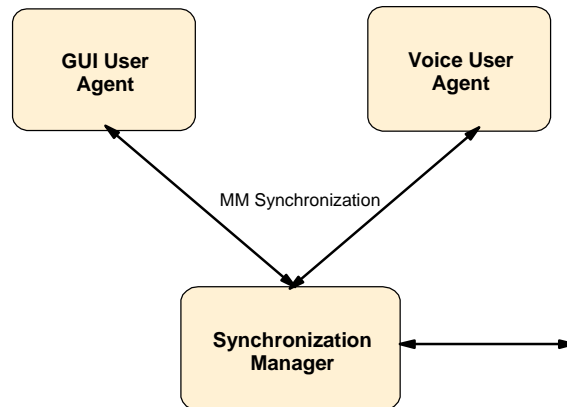 GUI User
Agent
Voice User
Agent
MM Synchronization
Synchronization
Manager